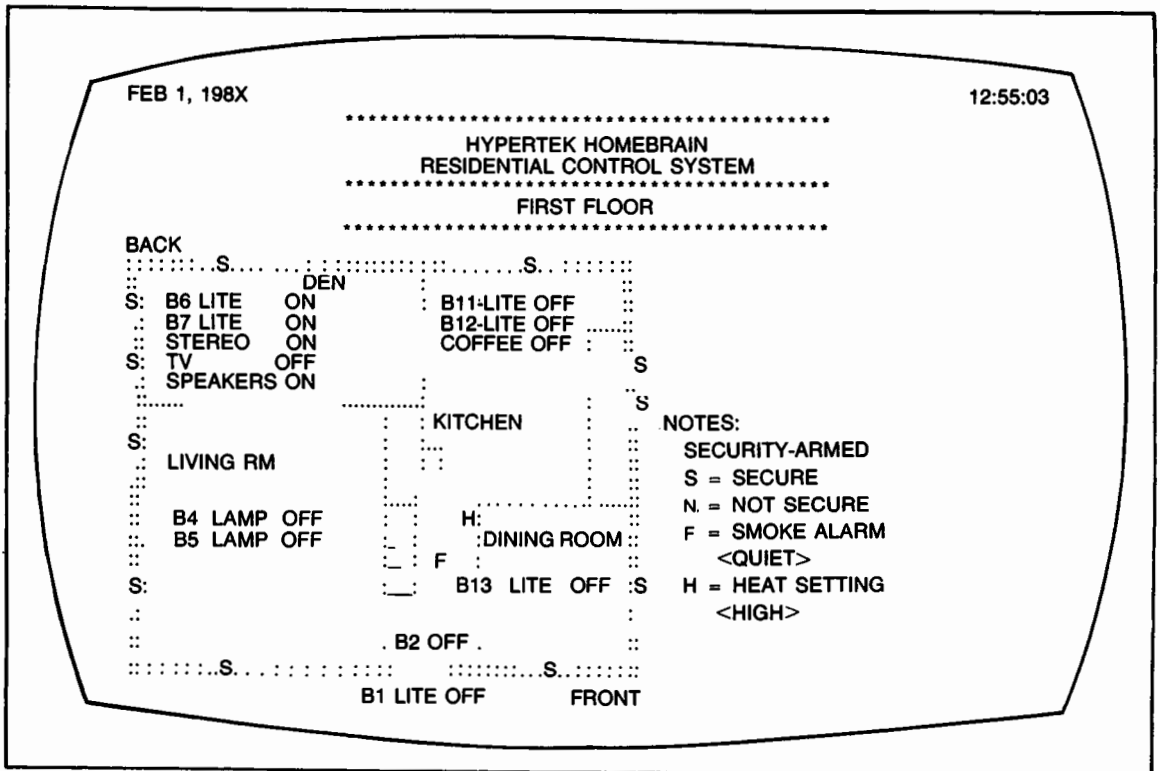 FEB 1, 198X 12:55:03
HYPERTEK HOMEBRAIN
RESIDENTIAL CONTROL SYSTEM
FIRST FLOOR
BACK
S S
DEN
S: B6 LITE ON B11-LITE OFF
B7 LITE ON B12-LITE OFF
STEREO ON COFFEE OFF
S: TV OFF S
SPEAKERS ON
S
KITCHEN NOTES:
S: SECURITY-ARMED
LIVING RM S = SECURE
N. = NOT SECURE
B4 LAMP OFF H: F = SMOKE ALARM
B5 LAMP OFF DINING ROOM
F <QUIET>
S: B13 LITE OFF :S H = HEAT SETTING
<HIGH>
B2 OFF
S S
B1 LITE OFF FRONT